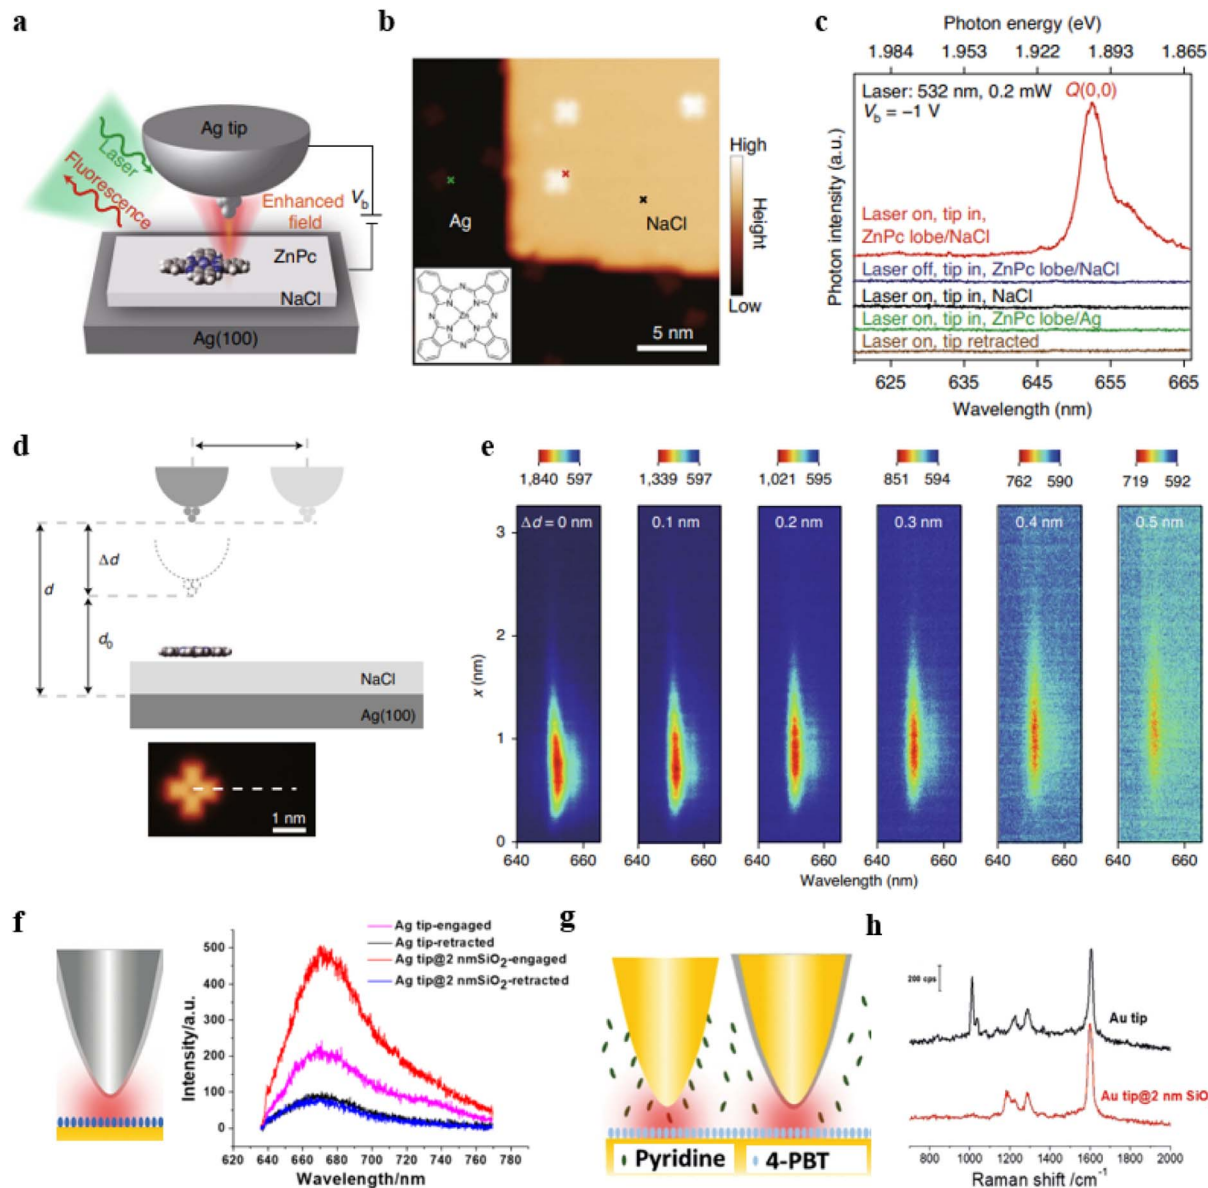 a
Ag tip
Laser
Fluorescence
Enhanced
field
V_b
ZnPc
NaCl
Ag(100)
b
Ag
NaCl
5 nm
High
Height
Low
N
N
N
N
Zn
N
N
N
N
c
Photon energy (eV)
1.984 1.953 1.922 1.893 1.865
Laser: 532 nm, 0.2 mW
V_b = −1 V
Q(0,0)
Laser on, tip in,
ZnPc lobe/NaCl
Laser off, tip in, ZnPc lobe/NaCl
Laser on, tip in, NaCl
Laser on, tip in, ZnPc lobe/Ag
Laser on, tip retracted
Photon intensity (a.u.)
625 635 645 655 665
Wavelength (nm)
d
d
Δd
d_0
NaCl
Ag(100)
1 nm
e
1,840 597
1,339 597
1,021 595
851 594
762 590
719 592
Δd = 0 nm
0.1 nm
0.2 nm
0.3 nm
0.4 nm
0.5 nm
x (nm)
3
2
1
0
640 660
640 660
640 660
640 660
640 660
640 660
Wavelength (nm)
f
Ag tip-engaged
Ag tip-retracted
Ag tip@2 nmSiO₂-engaged
Ag tip@2 nmSiO₂-retracted
Intensity/a.u.
500
400
300
200
100
0
620 640 660 680 700 720 740 760 780
Wavelength/nm
g
Pyridine
4-PBT
h
200 cps
Au tip
Au tip@2 nm SiO
800 1000 1200 1400 1600 1800 2000
Raman shift /cm⁻¹